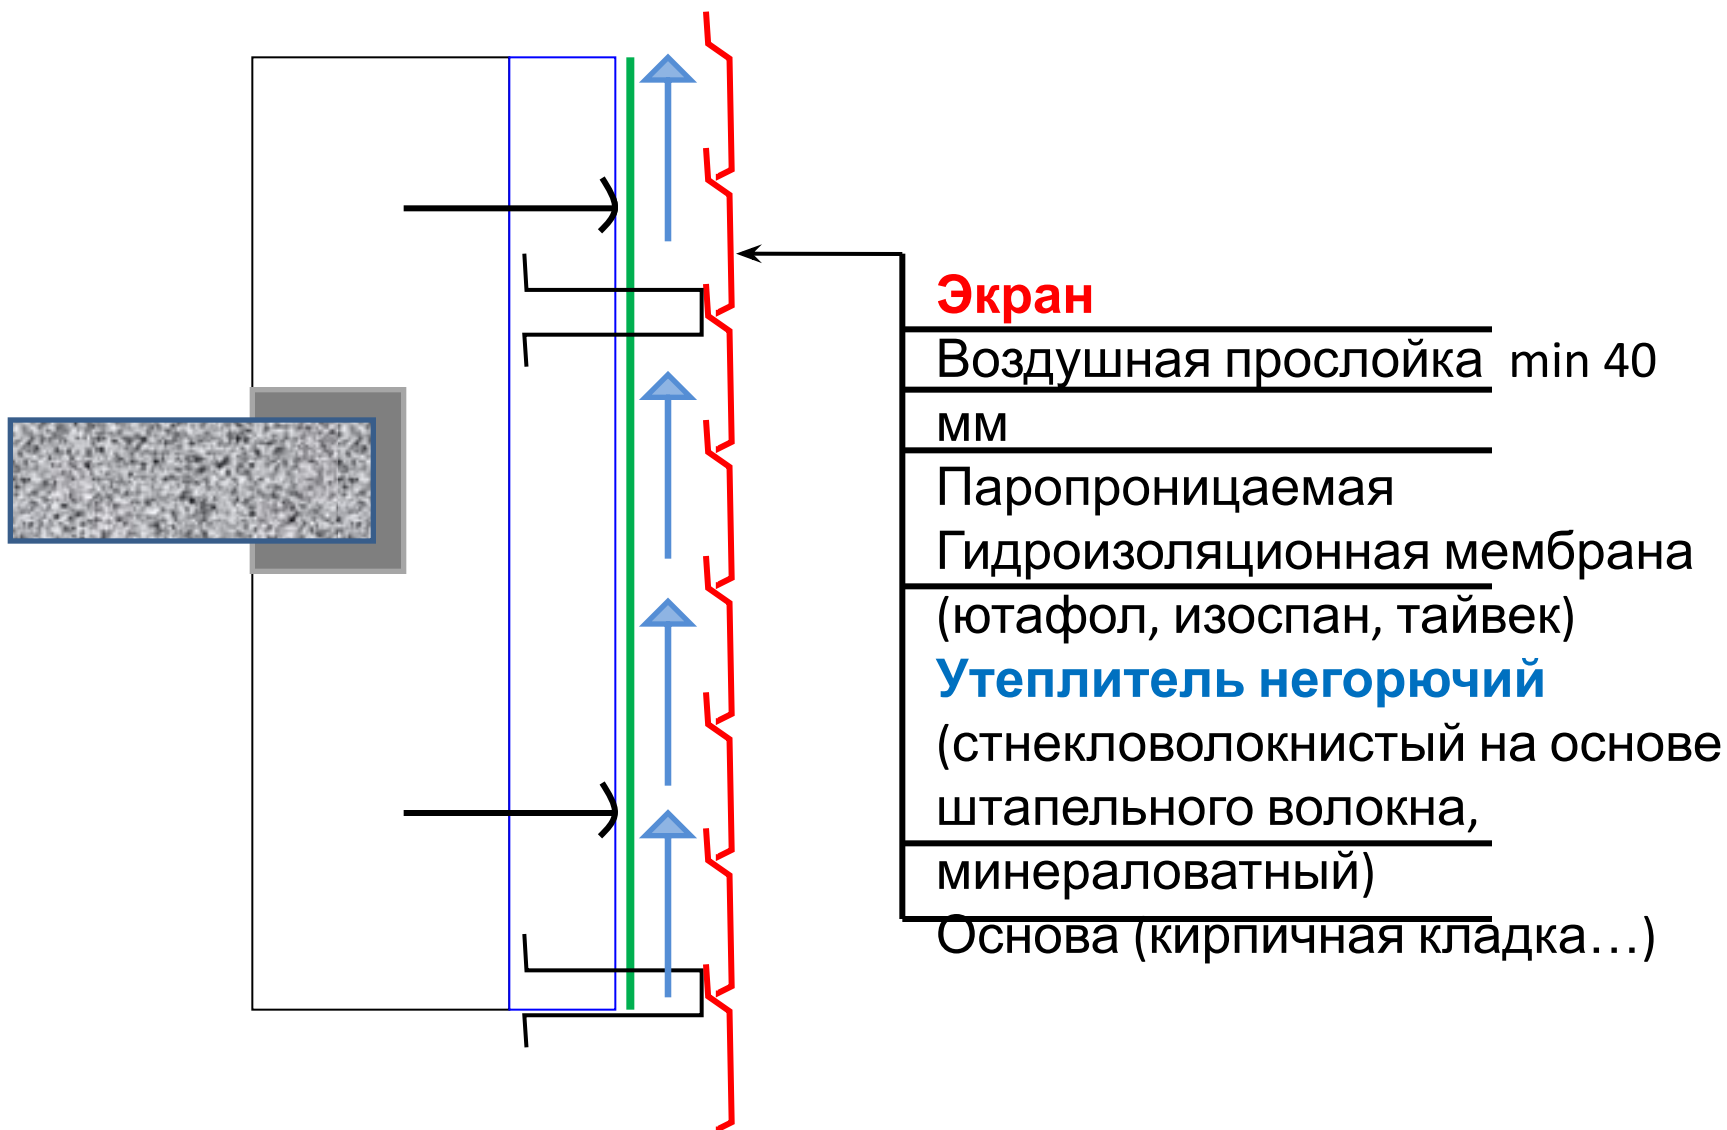 Экран
Воздушная прослойка min 40
мм
Паропроницаемая
Гидроизоляционная мембрана
(ютафол, изоспан, тайвек)
Утеплитель негорючий
(стнекловолокнистый на основе
штапельного волокна,
минераловатный)
Основа (кирпичная кладка…)